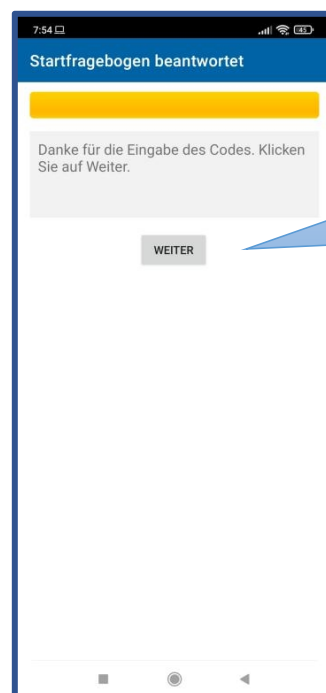 7:54
45
Startfragebogen beantwortet
Danke für die Eingabe des Codes. Klicken
Sie auf Weiter.
WEITER